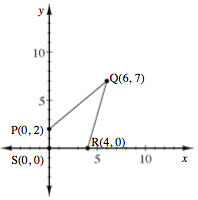 y
10
Q(6, 7)
5
P(0, 2)
R(4, 0)
S(0, 0)
5
10
x